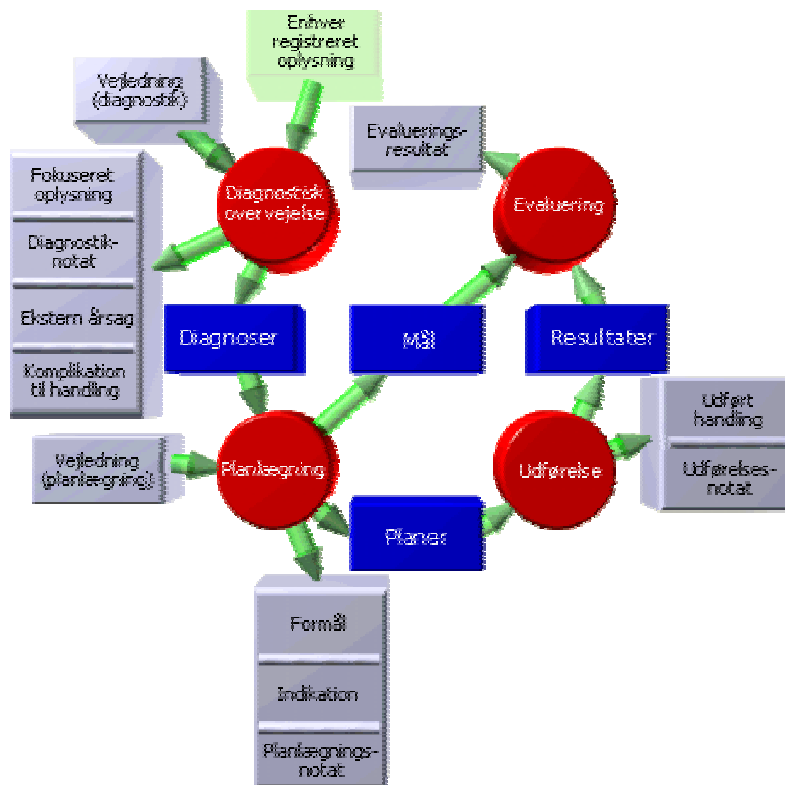 Enhver
registreret
oplysning
Vejledning
(diagnostik)
Evaluerings-
resultat
Fokuseret
oplysning
Diagnostik-
notat
Ekstern årsag
Komplikation
til handling
Diagnostisk
overvejelse
Evaluering
Diagnoser
Mål
Resultater
Udført
handling
Udførelses-
notat
Vejledning
(planlægning)
Planlægning
Udførelse
Planer
Formål
Indikation
Planlægnings-
notat